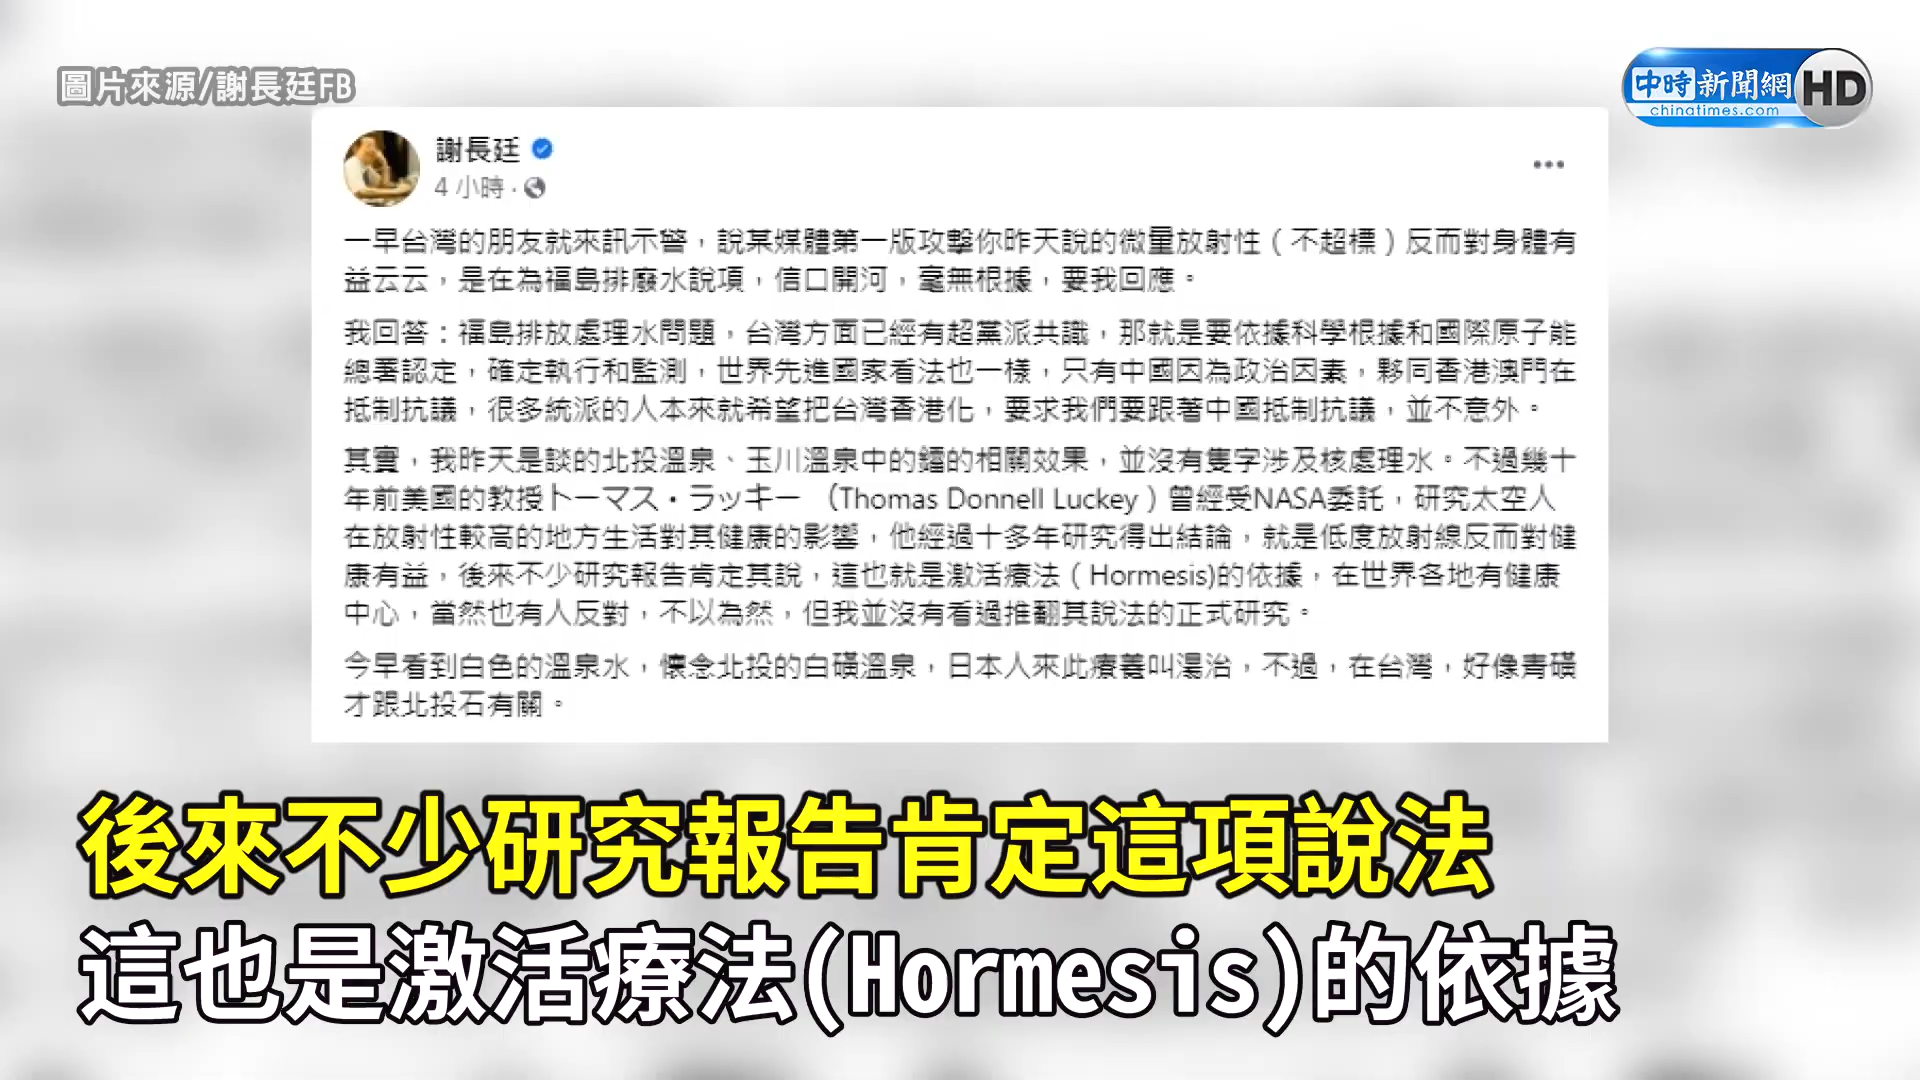 圖片來源/謝長廷FB
中時新聞網HD
chinatimes.com
謝長廷
4 小時·
一早台灣的朋友就來訊示警，說某媒體第一版攻擊你昨天說的微量放射性（不超標）反而對身體有
益云云，是在為福島排廢水說項，信口開河，毫無根據，要我回應。
我回答：福島排放處理水問題，台灣方面已經有超黨派共識，那就是要依據科學根據和國際原子能
總署認定，確定執行和監測，世界先進國家看法也一樣，只有中國因為政治因素，夥同香港澳門在
抵制抗議，很多統派的人本來就希望把台灣香港化，要求我們要跟著中國抵制抗議，並不意外。
其實，我昨天是談的北投溫泉、玉川溫泉中的鐳的相關效果，並沒有隻字涉及核處理水。不過幾十
年前美國的教授トーマス・ラッキー （Thomas Donnell Luckey）曾經受NASA委託，研究太空人
在放射性較高的地方生活對其健康的影響，他經過十多年研究得出結論，就是低度放射線反而對健
康有益，後來不少研究報告肯定其說，這也就是激活療法（Hormesis)的依據，在世界各地有健康
中心，當然也有人反對，不以為然，但我並沒有看過推翻其說法的正式研究。
今早看到白色的溫泉水，懷念北投的白磺溫泉，日本人來此療養叫湯治，不過，在台灣，好像青磺
才跟北投石有關。
後來不少研究報告肯定這項說法
這也是激活療法(Hormesis)的依據